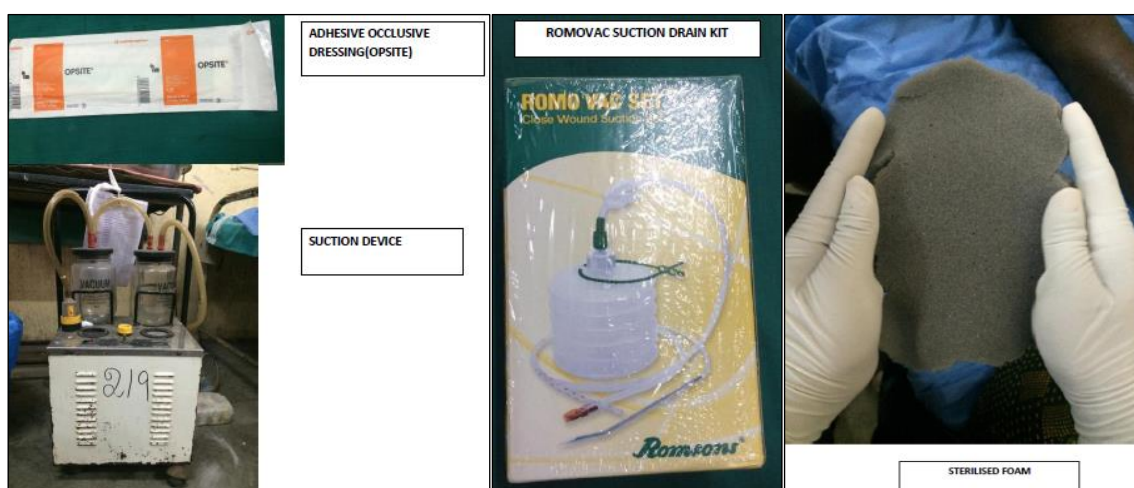 ADHESIVE OCCLUSIVE
DRESSING(OPSITE)
OPSITE®
OPSITE®
SUCTION DEVICE
VACUUM
VACUUM
219
ROMOVAC SUCTION DRAIN KIT
ROMO VAC SET
Close Wound Suction
Romsons®
STERILISED FOAM